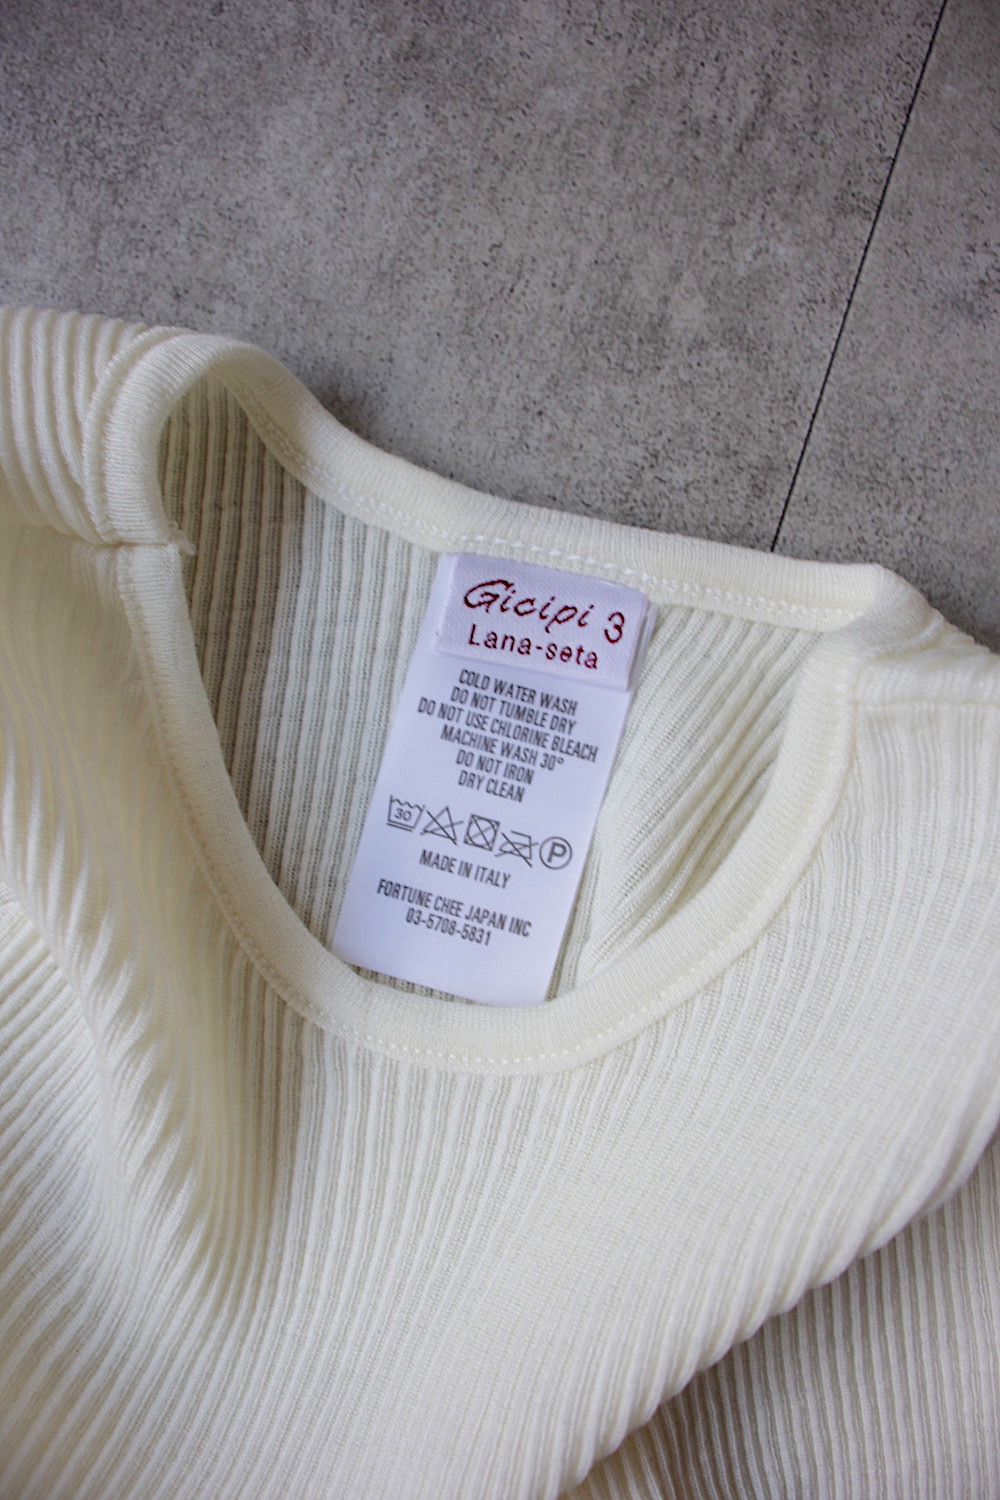 Gicipi 3
Lana-seta
COLD WATER WASH
DO NOT TUMBLE DRY
DO NOT USE CHLORINE BLEACH
MACHINE WASH 30°
DO NOT IRON
DRY CLEAN
30 P
MADE IN ITALY
FORTUNE CHEE JAPAN INC
03-5708-5831